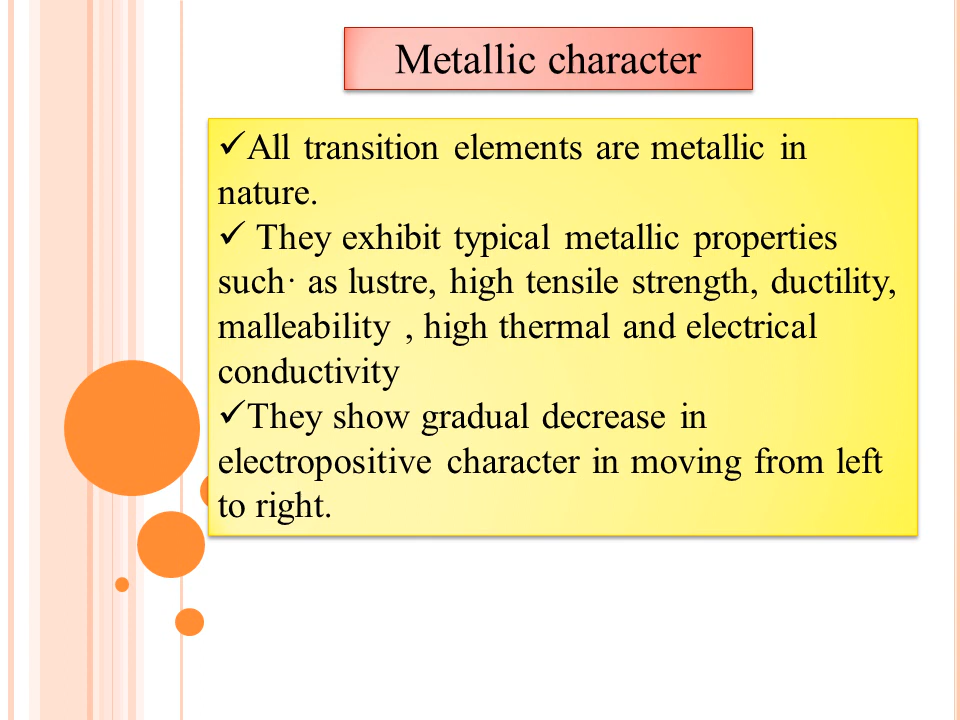 Metallic character
✓All transition elements are metallic in
nature.
✓ They exhibit typical metallic properties
such· as lustre, high tensile strength, ductility,
malleability , high thermal and electrical
conductivity
✓They show gradual decrease in
electropositive character in moving from left
to right.